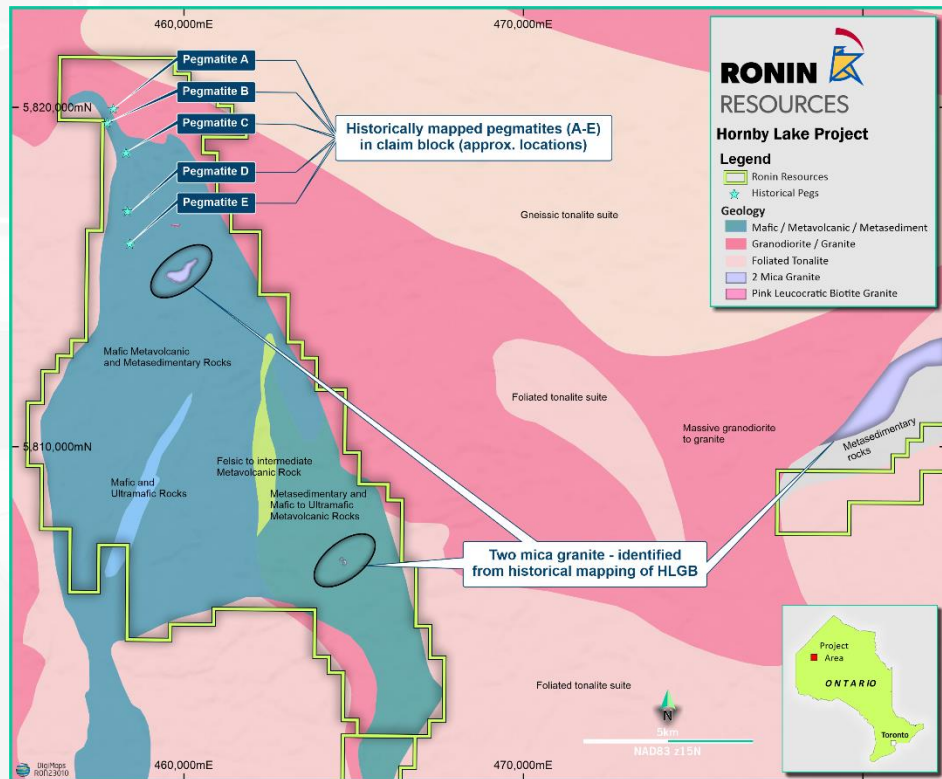 460,000mE
470,000mE
5,820,000mN
Pegmatite A
Pegmatite B
Pegmatite C
Pegmatite D
Pegmatite E
Historically mapped pegmatites (A-E)
in claim block (approx. locations)
RONIN
RESOURCES
Hornby Lake Project
Legend
Ronin Resources
Historical Pegs
Geology
Mafic / Metavolcanic / Metasediment
Granodiorite / Granite
Foliated Tonalite
2 Mica Granite
Pink Leucocratic Biotite Granite
Gneissic tonalite suite
Mafic Metavolcanic
and Metasedimentary Rocks
Foliated tonalite suite
Massive granodiorite
to granite
Metasedimentary
rocks
5,810,000mN
Felsic to intermediate
Metavolcanic Rock
Mafic and
Ultramafic Rocks
Metasedimentary and
Mafic to Ultramafic
Metavolcanic Rocks
Two mica granite - identified
from historical mapping of HLGB
Foliated tonalite suite
N
5km
NAD83 z15N
Project
Area
ONTARIO
Toronto
DigiMaps
RON23010
460,000mE
470,000mE